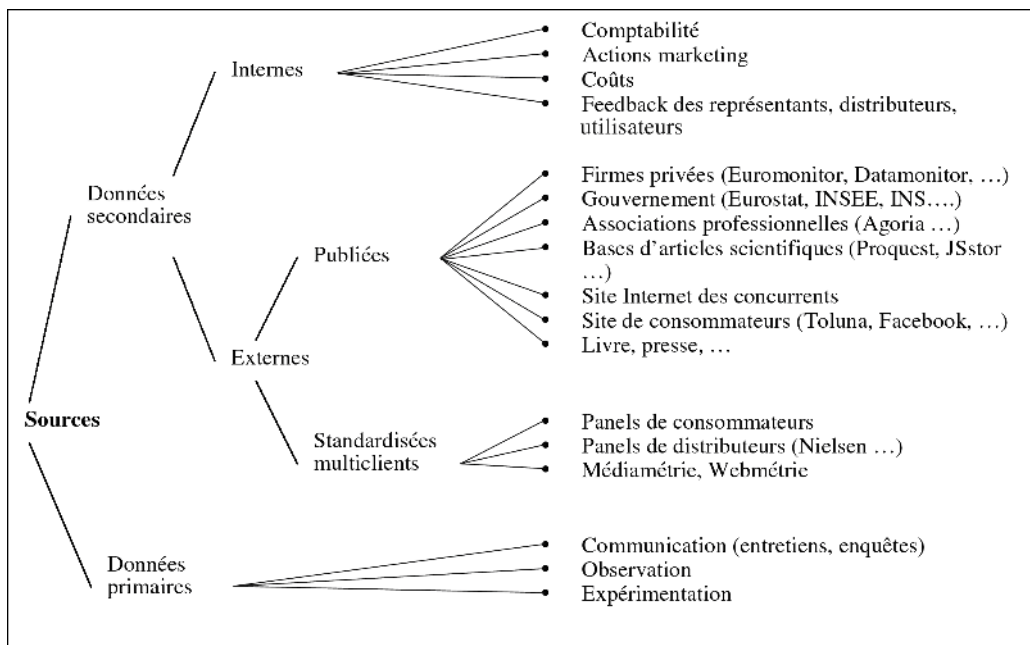 Comptabilité
Actions marketing
Internes
Coûts
Feedback des représentants, distributeurs,
utilisateurs
Données
secondaires
Firmes privées (Euromonitor, Datamonitor, …)
Gouvernement (Eurostat, INSEE, INS….)
Associations professionnelles (Agoria …)
Publiées
Bases d’articles scientifiques (Proquest, JSstor
…)
Site Internet des concurrents
Site de consommateurs (Toluna, Facebook, …)
Livre, presse, …
Externes
Sources
Standardisées
multiclients
Panels de consommateurs
Panels de distributeurs (Nielsen …)
Médiamétrie, Webmétrie
Données
primaires
Communication (entretiens, enquêtes)
Observation
Expérimentation